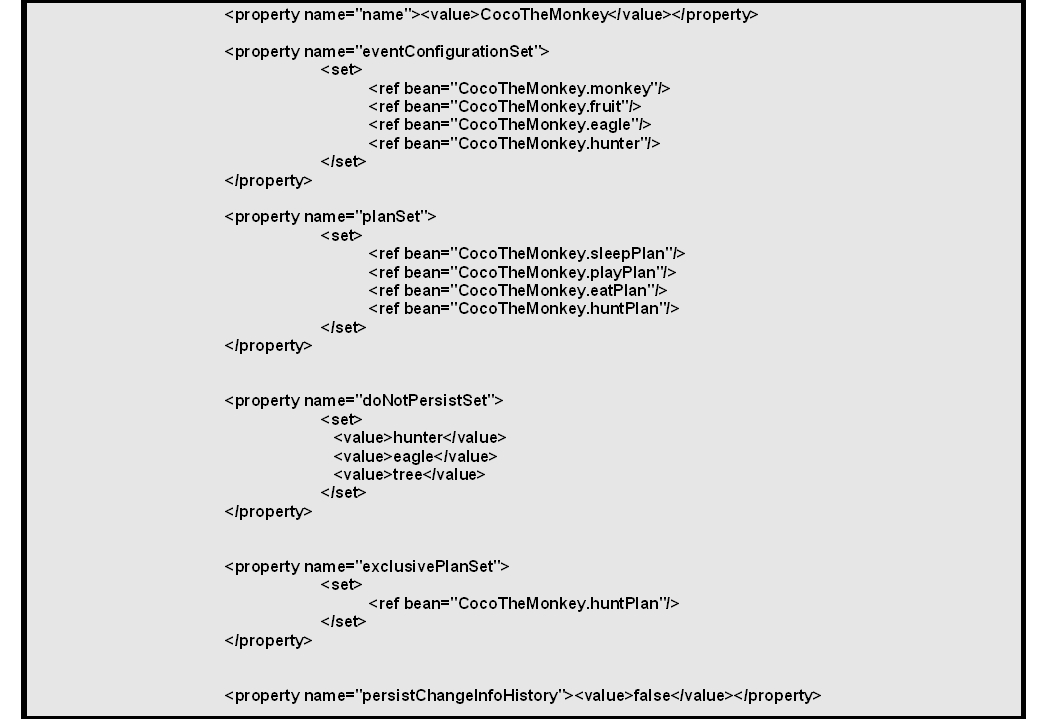 <property name="name"><value>CocoTheMonkey</value></property>
<property name="eventConfigurationSet">
<set>
<ref bean="CocoTheMonkey.monkey"/>
<ref bean="CocoTheMonkey.fruit"/>
<ref bean="CocoTheMonkey.eagle"/>
<ref bean="CocoTheMonkey.hunter"/>
</set>
</property>
<property name="planSet">
<set>
<ref bean="CocoTheMonkey.sleepPlan"/>
<ref bean="CocoTheMonkey.playPlan"/>
<ref bean="CocoTheMonkey.eatPlan"/>
<ref bean="CocoTheMonkey.huntPlan"/>
</set>
</property>
<property name="doNotPersistSet">
<set>
<value>hunter</value>
<value>eagle</value>
<value>tree</value>
</set>
</property>
<property name="exclusivePlanSet">
<set>
<ref bean="CocoTheMonkey.huntPlan"/>
</set>
</property>
<property name="persistChangeInfoHistory"><value>false</value></property>